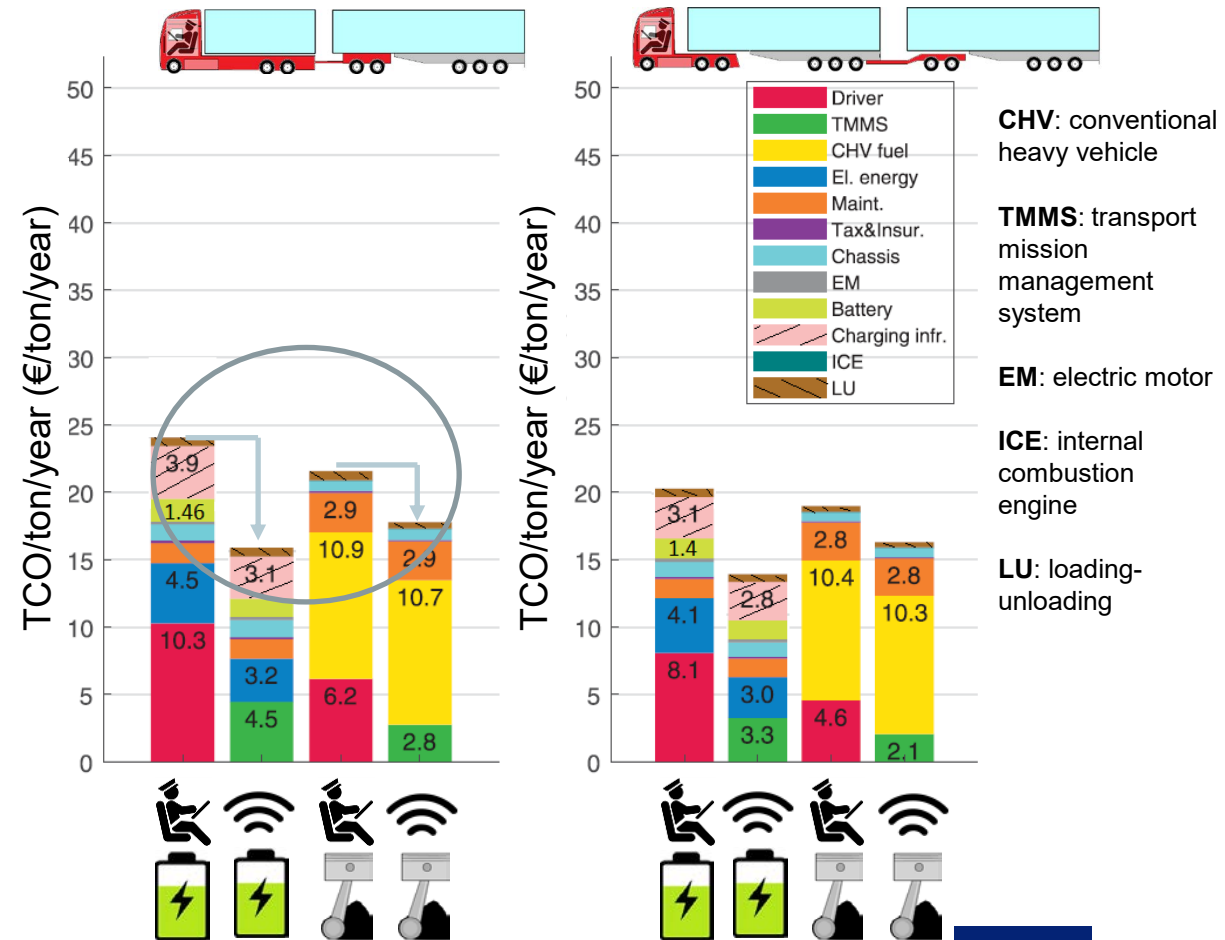 TCO/ton/year (€/ton/year)
50
45
40
35
30
25
20
15
10
5
0
3.9
1.46
4.5
10.3
3.1
3.2
4.5
2.9
10.9
6.2
2.9
10.7
2.8
TCO/ton/year (€/ton/year)
50
45
40
35
30
25
20
15
10
5
0
3.1
1.4
4.1
8.1
2.8
3.0
3.3
2.8
10.4
4.6
2.8
10.3
2.1
Driver
TMMS
CHV fuel
El. energy
Maint.
Tax&Insur.
Chassis
EM
Battery
Charging infr.
ICE
LU
CHV: conventional
heavy vehicle
TMMS: transport
mission
management
system
EM: electric motor
ICE: internal
combustion
engine
LU: loading-
unloading